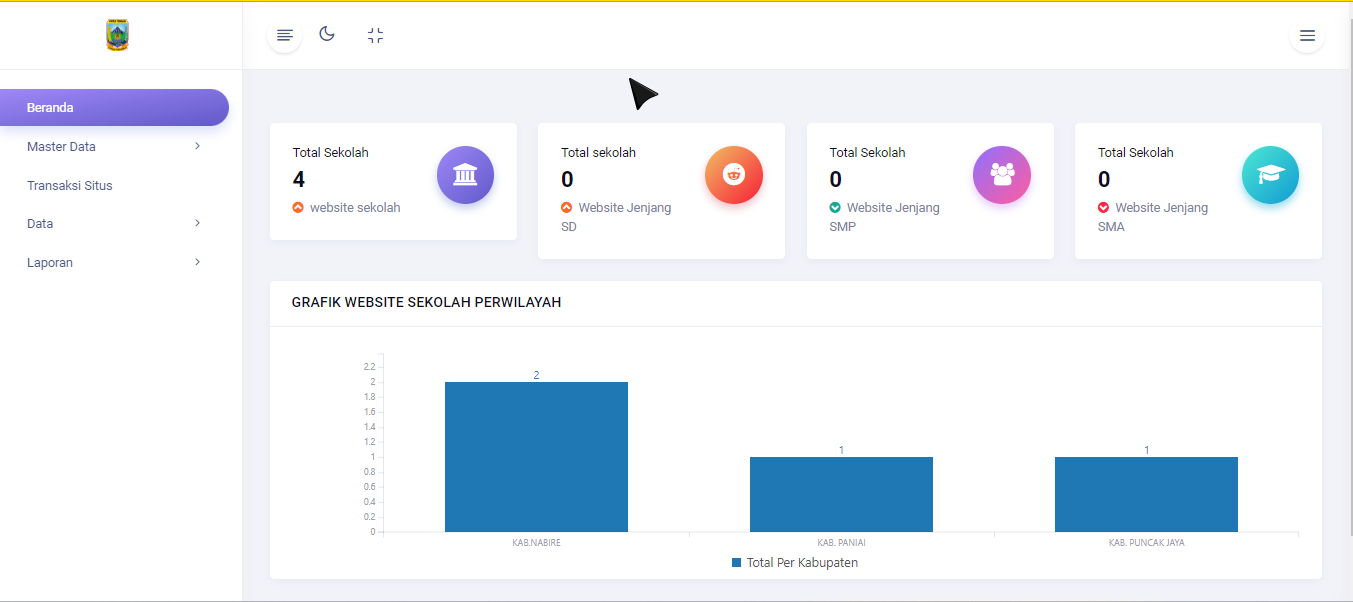 Beranda
Master Data
Transaksi Situs
Data
Laporan
Total Sekolah
4
website sekolah
Total sekolah
0
Website Jenjang
SD
Total Sekolah
0
Website Jenjang
SMP
Total Sekolah
0
Website Jenjang
SMA
GRAFIK WEBSITE SEKOLAH PERWILAYAH
2.2
2
1.8
1.6
1.4
1.2
1
0.8
0.6
0.4
0.2
0
2
1
1
KAB.NABIRE
KAB. PANIAI
KAB. PUNCAK JAYA
Total Per Kabupaten